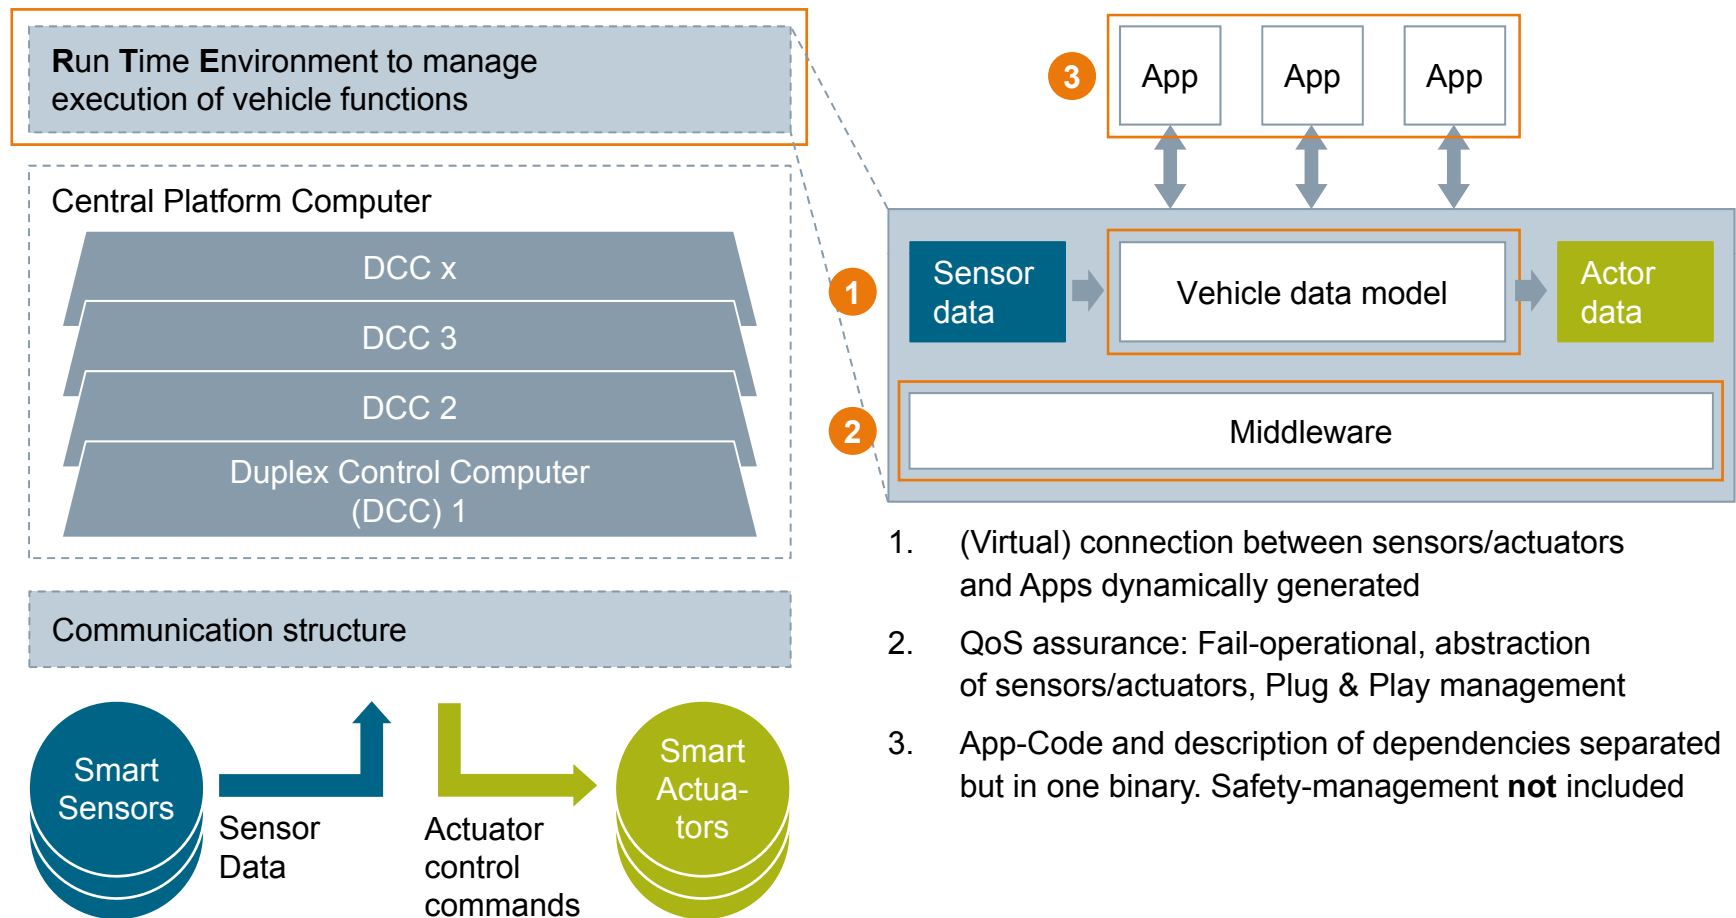 Run Time Environment to manage
execution of vehicle functions
Central Platform Computer
DCC x
DCC 3
DCC 2
Duplex Control Computer
(DCC) 1
Communication structure
Smart
Sensors
Sensor
Data
Actuator
control
commands
Smart
Actua-
tors
3
App
App
App
1
Sensor
data
Vehicle data model
Actor
data
2
Middleware
1. (Virtual) connection between sensors/actuators
and Apps dynamically generated
2. QoS assurance: Fail-operational, abstraction
of sensors/actuators, Plug & Play management
3. App-Code and description of dependencies separated
but in one binary. Safety-management not included